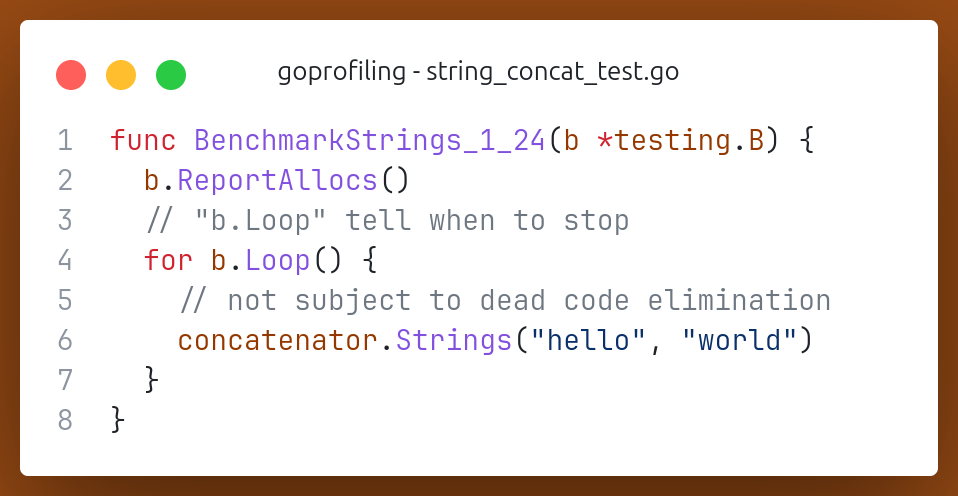 goprofiling - string_concat_test.go
1 func BenchmarkStrings_1_24(b *testing.B) {
2   b.ReportAllocs()
3   // "b.Loop" tell when to stop
4   for b.Loop() {
5     // not subject to dead code elimination
6     concatenator.Strings("hello", "world")
7   }
8 }